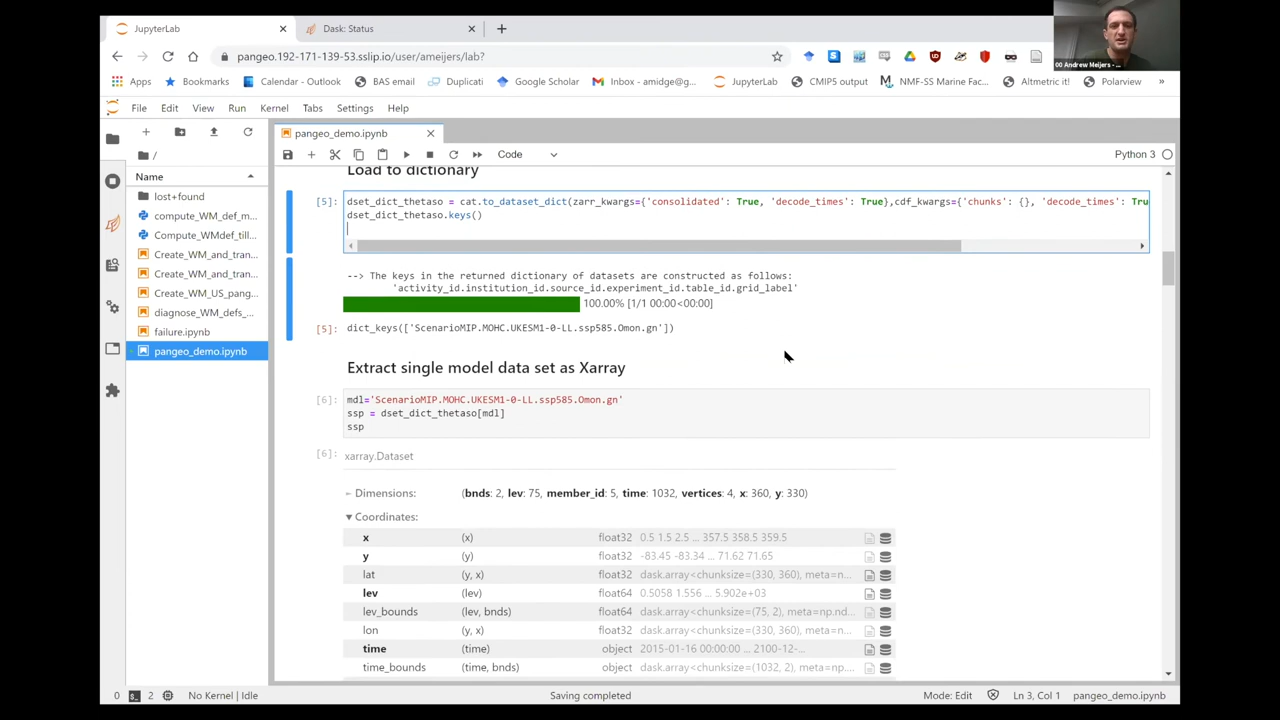 JupyterLab
Dask: Status
00 Andrew Meijers - ...
pangeo.192-171-139-53.sslip.io/user/ameijers/lab?
Apps Bookmarks Calendar - Outlook BAS email Duplicati Google Scholar Inbox - amidge@g... JupyterLab CMIP5 output NMF-SS Marine Fac... Altmetric it! Polarview »
File Edit View Run Kernel Tabs Settings Help
pangeo_demo.ipynb
/
Code
Python 3
Name
lost+found
compute_WM_def_m...
Compute_WMdef_till...
Create_WM_and_tran...
Create_WM_and_tran...
Create_WM_US_pang...
diagnose_WM_defs_...
failure.ipynb
pangeo_demo.ipynb
Load to dictionary
[5]: dset_dict_thetaso = cat.to_dataset_dict(zarr_kwargs={'consolidated': True, 'decode_times': True},cdf_kwargs={'chunks': {}, 'decode_times': Tru
dset_dict_thetaso.keys()
--> The keys in the returned dictionary of datasets are constructed as follows:
'activity_id.institution_id.source_id.experiment_id.table_id.grid_label'
100.00% [1/1 00:00<00:00]
[5]: dict_keys(['ScenarioMIP.MOHC.UKESM1-0-LL.ssp585.Omon.gn'])
Extract single model data set as Xarray
[6]: mdl='ScenarioMIP.MOHC.UKESM1-0-LL.ssp585.Omon.gn'
ssp = dset_dict_thetaso[mdl]
ssp
[6]: xarray.Dataset
Dimensions: (bnds: 2, lev: 75, member_id: 5, time: 1032, vertices: 4, x: 360, y: 330)
Coordinates:
x (x) float32 0.5 1.5 2.5 ... 357.5 358.5 359.5
y (y) float32 -83.45 -83.34 ... 71.62 71.65
lat (y, x) float32 dask.array<chunksize=(330, 360), meta=n...
lev (lev) float64 0.5058 1.556 ... 5.902e+03
lev_bounds (lev, bnds) float64 dask.array<chunksize=(75, 2), meta=np.nd...
lon (y, x) float32 dask.array<chunksize=(330, 360), meta=n...
time (time) object 2015-01-16 00:00:00 ... 2100-12-...
time_bounds (time, bnds) object dask.array<chunksize=(1032, 2), meta=np...
0 2 No Kernel | Idle Saving completed Mode: Edit Ln 3, Col 1 pangeo_demo.ipynb